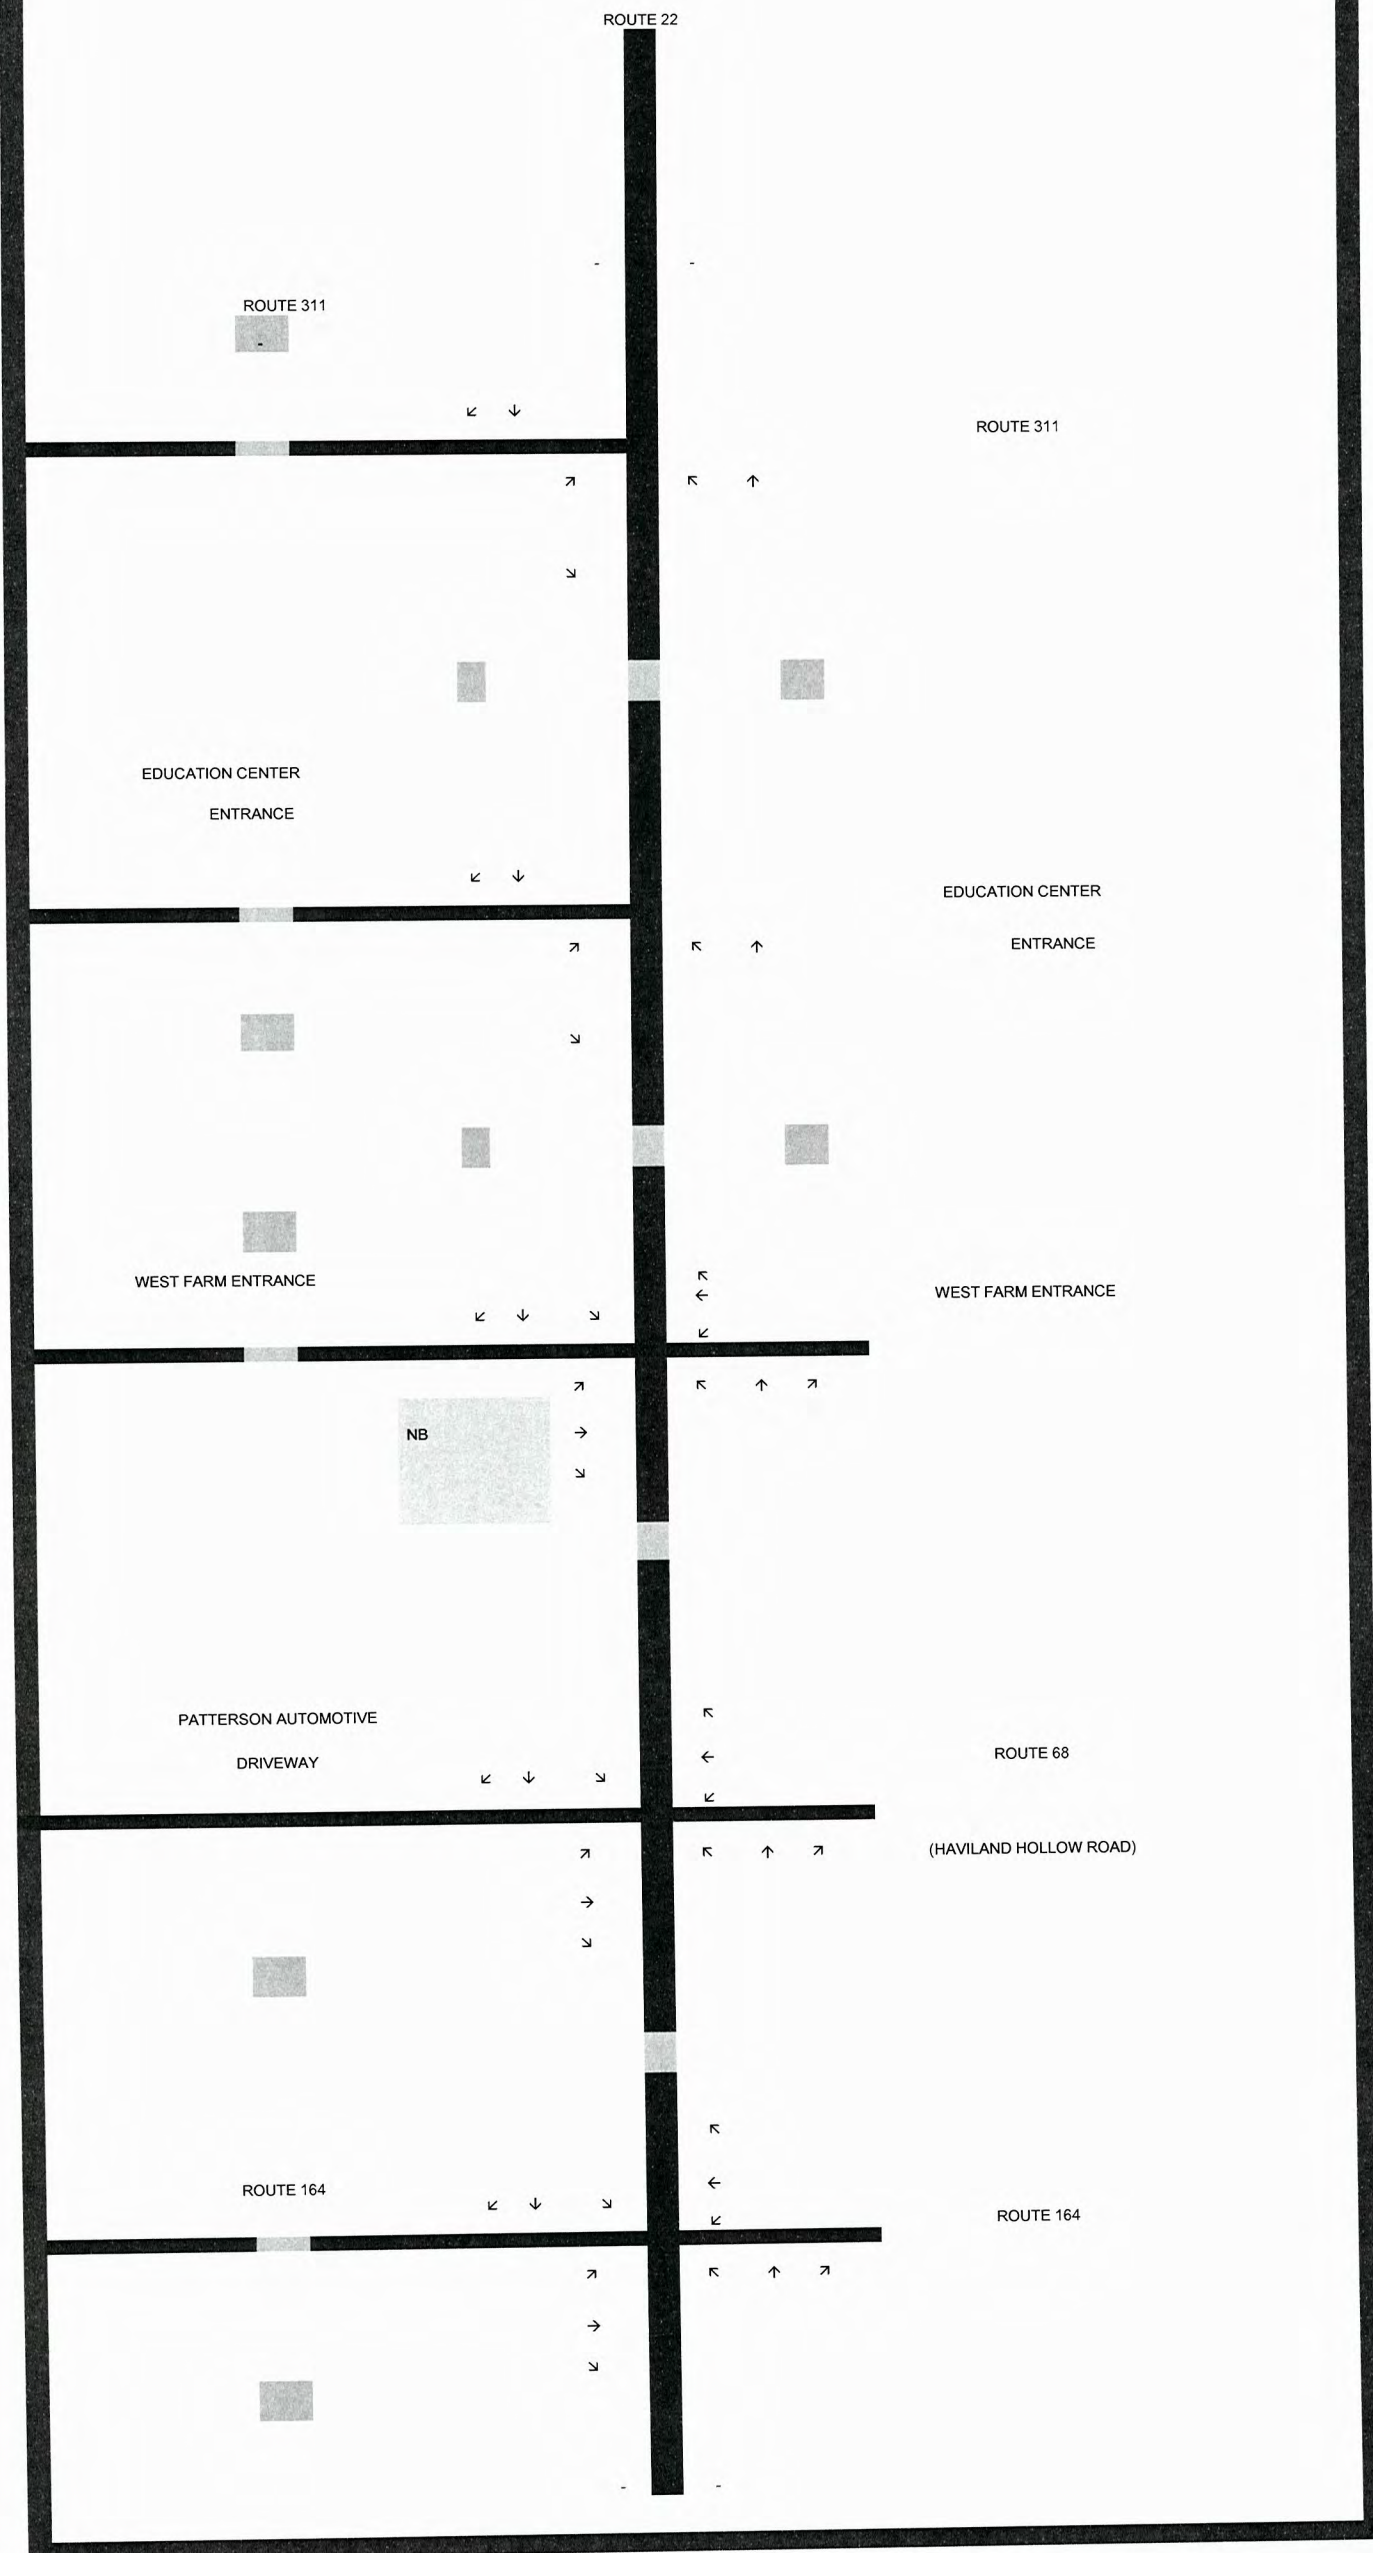 ROUTE 22
ROUTE 311
ROUTE 311
EDUCATION CENTER
ENTRANCE
EDUCATION CENTER
ENTRANCE
WEST FARM ENTRANCE
WEST FARM ENTRANCE
NB
PATTERSON AUTOMOTIVE
DRIVEWAY
ROUTE 68
(HAVILAND HOLLOW ROAD)
ROUTE 164
ROUTE 164